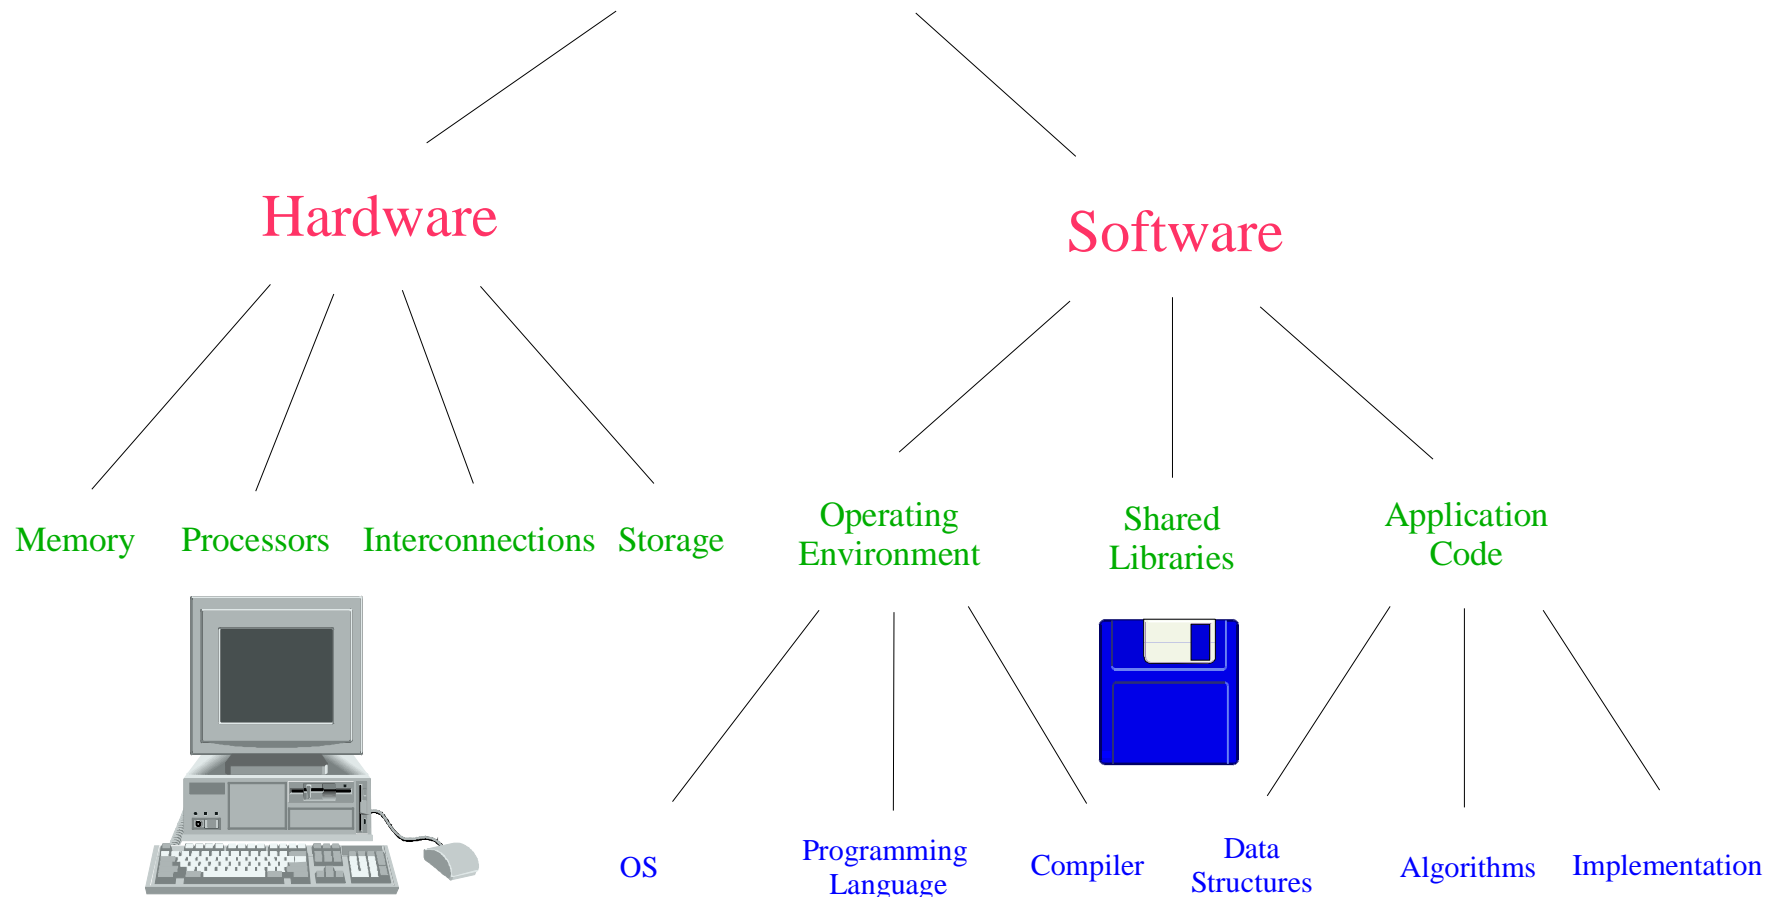 Hardware
Software
Memory
Processors
Interconnections
Storage
Operating
Environment
Shared
Libraries
Application
Code
OS
Programming
Language
Compiler
Data
Structures
Algorithms
Implementation